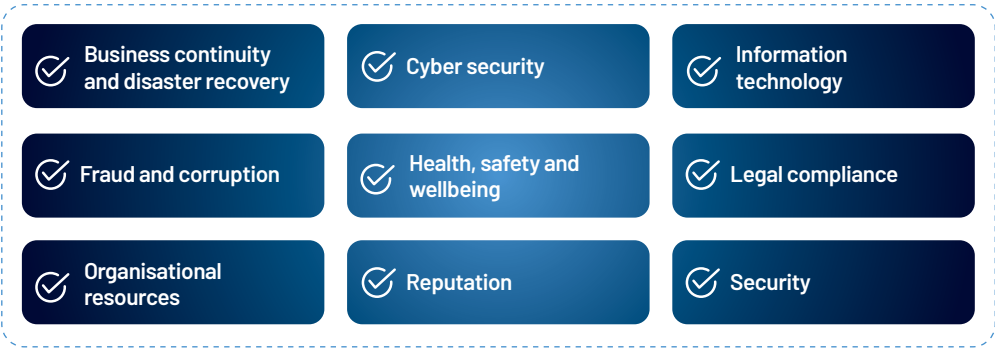 Business continuity
and disaster recovery
Cyber security
Information
technology
Fraud and corruption
Health, safety and
wellbeing
Legal compliance
Organisational
resources
Reputation
Security